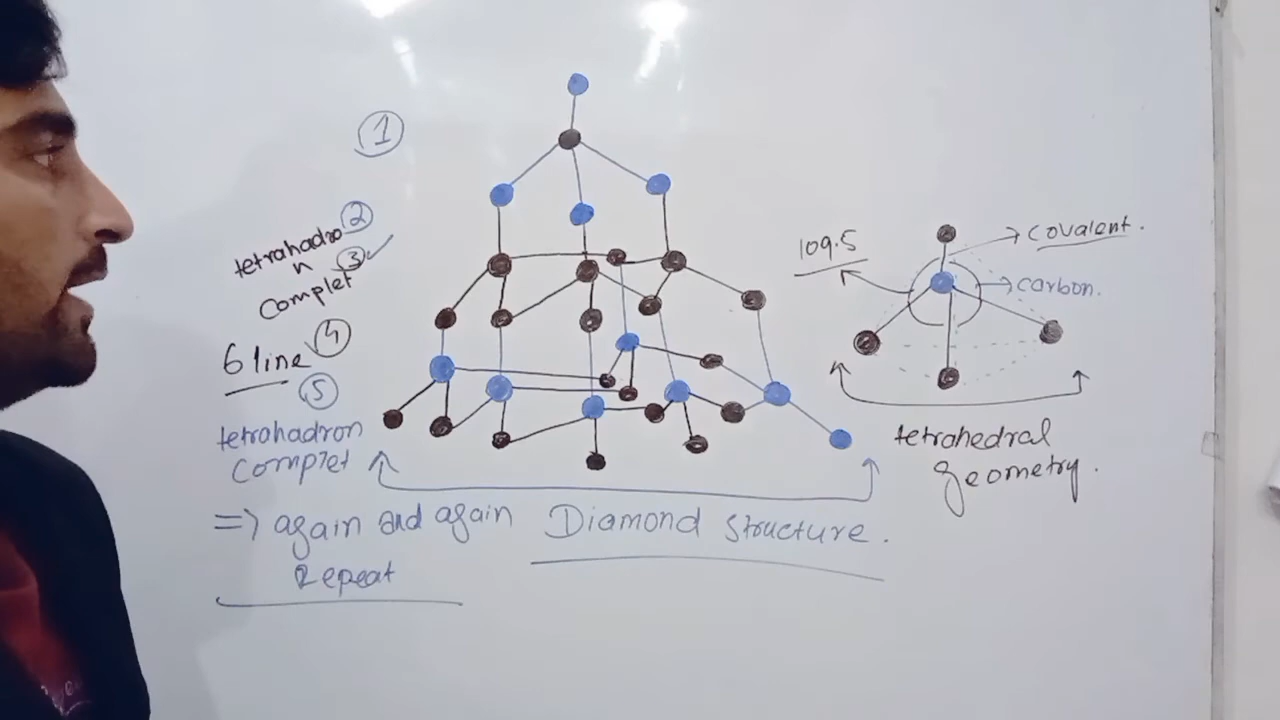 1
tetrahadro 2
n 3
Complet
6 line 4
5
tetrahadron
complet
=> again and again
Repeat
Diamond structure.
109.5
covalent.
carbon.
tetrahedral
geometry.